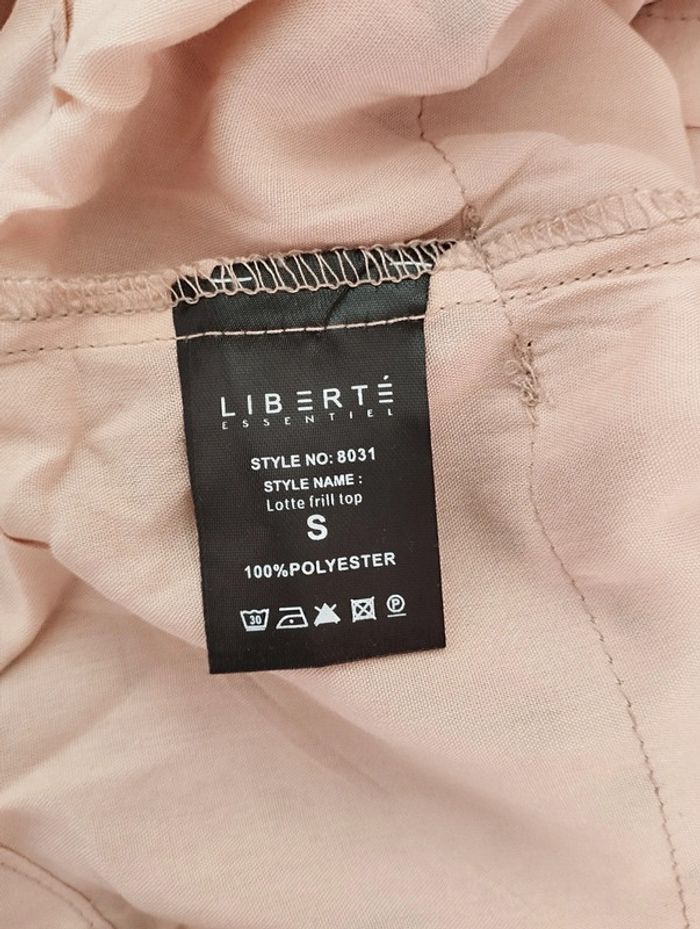 LIBERTÉ
ESSENTIEL
STYLE NO: 8031
STYLE NAME :
Lotte frill top
S
100%POLYESTER
30 P